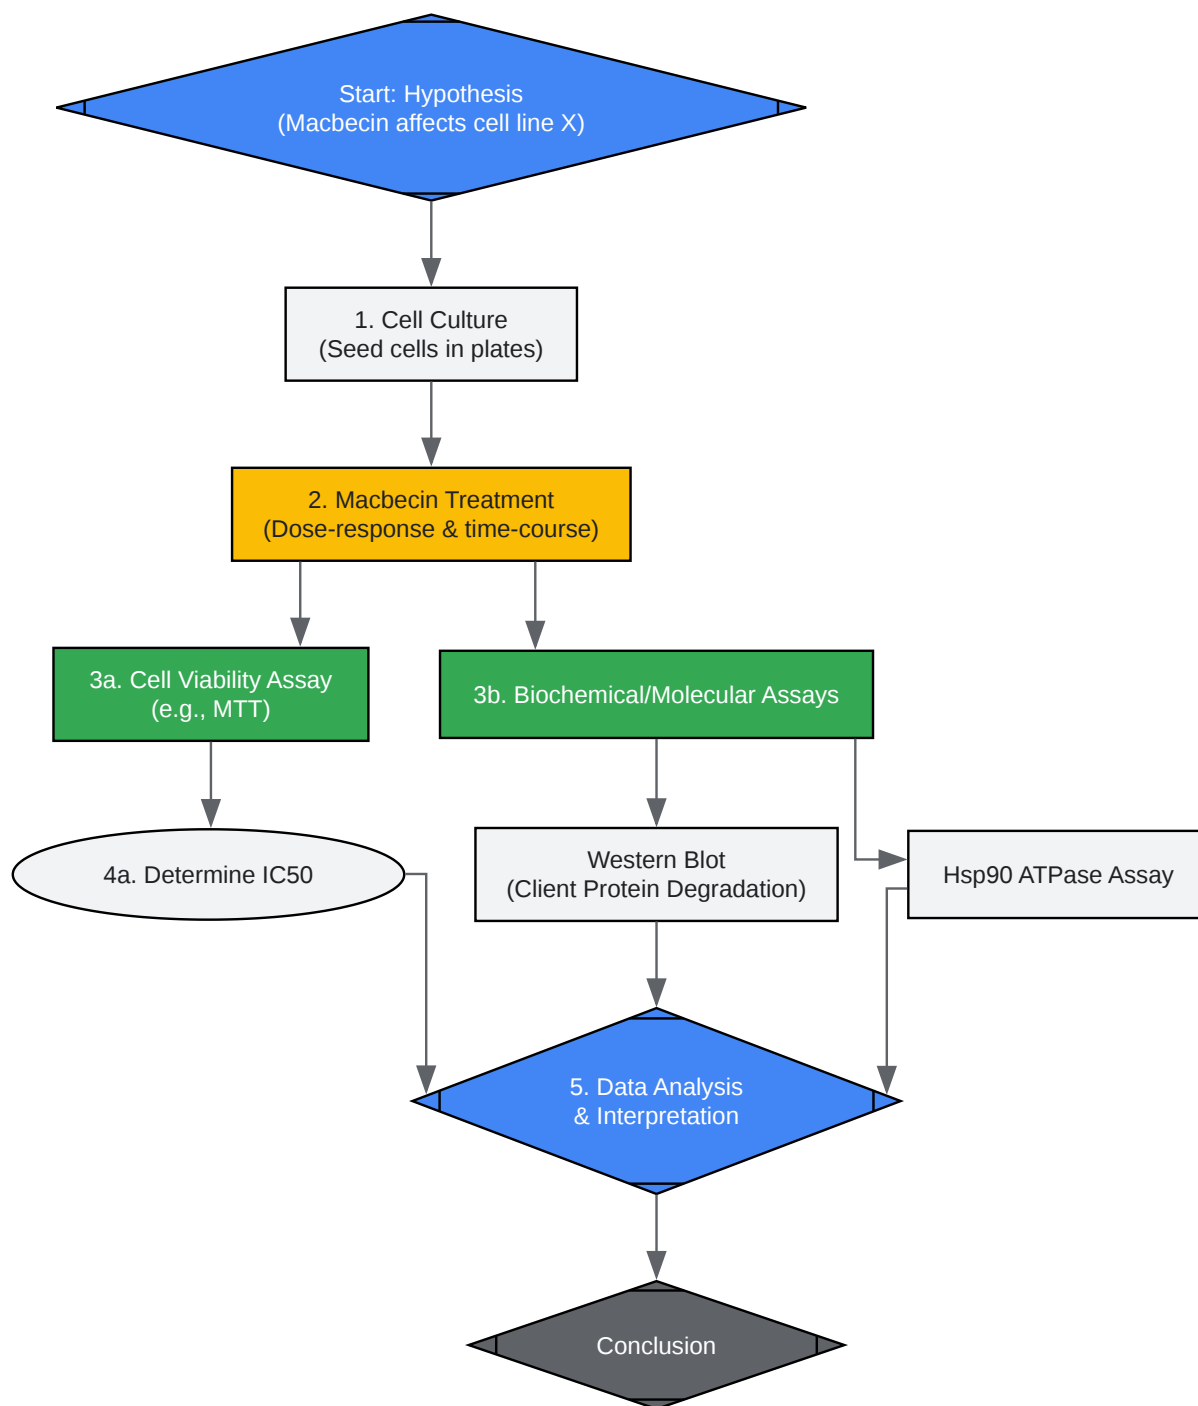 Start: Hypothesis
(Macbecin affects cell line X)
1. Cell Culture
(Seed cells in plates)
2. Macbecin Treatment
(Dose-response & time-course)
3a. Cell Viability Assay
(e.g., MTT)
3b. Biochemical/Molecular Assays
4a. Determine IC50
Western Blot
(Client Protein Degradation)
Hsp90 ATPase Assay
5. Data Analysis
& Interpretation
Conclusion